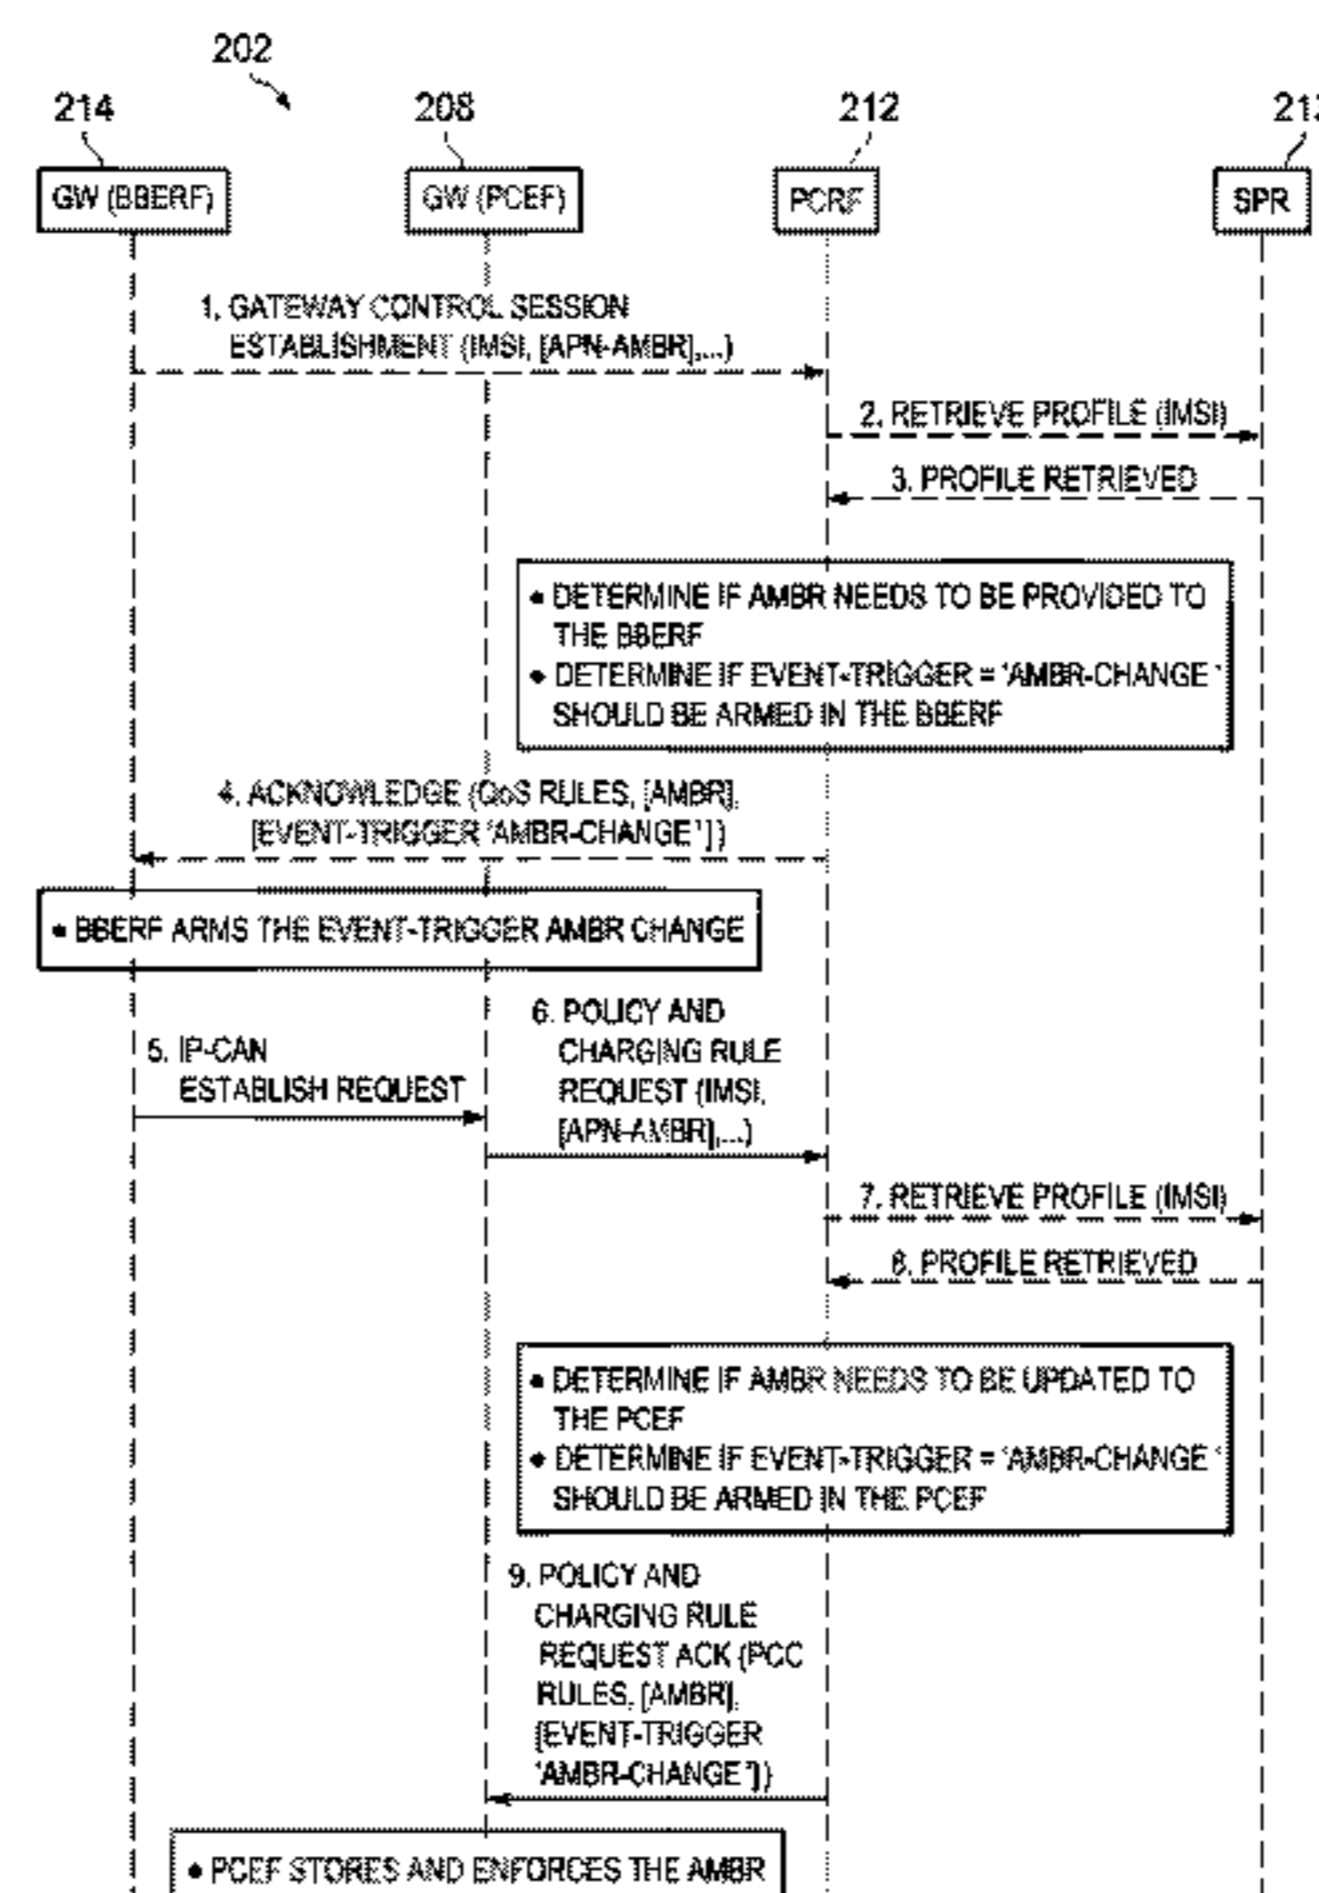 202
214
208
212
GW (BBERF)
GW (PCEF)
PCRF
SPR
1. GATEWAY CONTROL SESSION
ESTABLISHMENT (IMSI, [APN-AMBR],...)
2. RETRIEVE PROFILE (IMSI)
3. PROFILE RETRIEVED
• DETERMINE IF AMBR NEEDS TO BE PROVIDED TO
THE BBERF
• DETERMINE IF EVENT-TRIGGER = 'AMBR-CHANGE'
SHOULD BE ARMED IN THE BBERF
4. ACKNOWLEDGE (QoS RULES, [AMBR],
[EVENT-TRIGGER 'AMBR-CHANGE'])
• BBERF ARMS THE EVENT-TRIGGER AMBR CHANGE
5. IP-CAN
ESTABLISH REQUEST
6. POLICY AND
CHARGING RULE
REQUEST (IMSI,
[APN-AMBR],...)
7. RETRIEVE PROFILE (IMSI)
8. PROFILE RETRIEVED
• DETERMINE IF AMBR NEEDS TO BE UPDATED TO
THE PCEF
• DETERMINE IF EVENT-TRIGGER = 'AMBR-CHANGE'
SHOULD BE ARMED IN THE PCEF
9. POLICY AND
CHARGING RULE
REQUEST ACK (PCC
RULES, [AMBR],
[EVENT-TRIGGER
'AMBR-CHANGE'])
• PCEF STORES AND ENFORCES THE AMBR